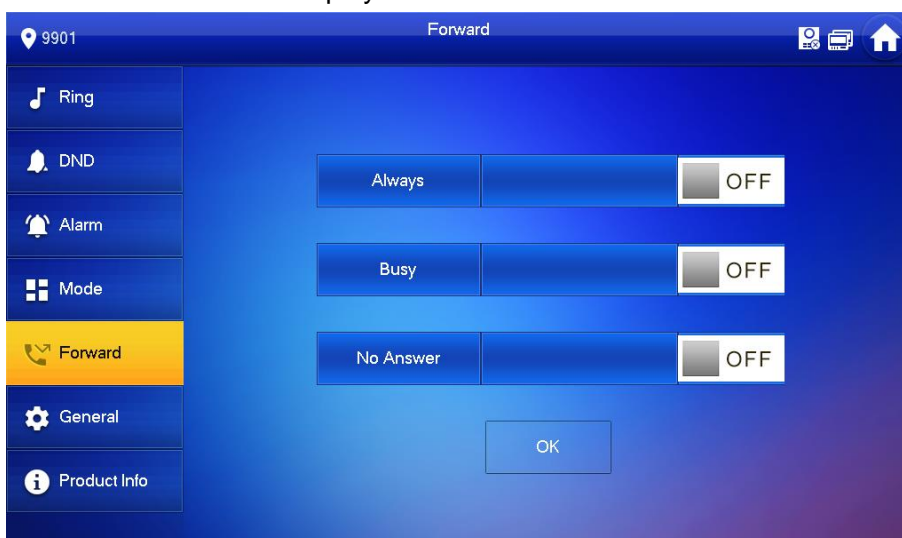 9901
Forward
Ring
DND
Alarm
Mode
Forward
General
Product Info
Always
OFF
Busy
OFF
No Answer
OFF
OK